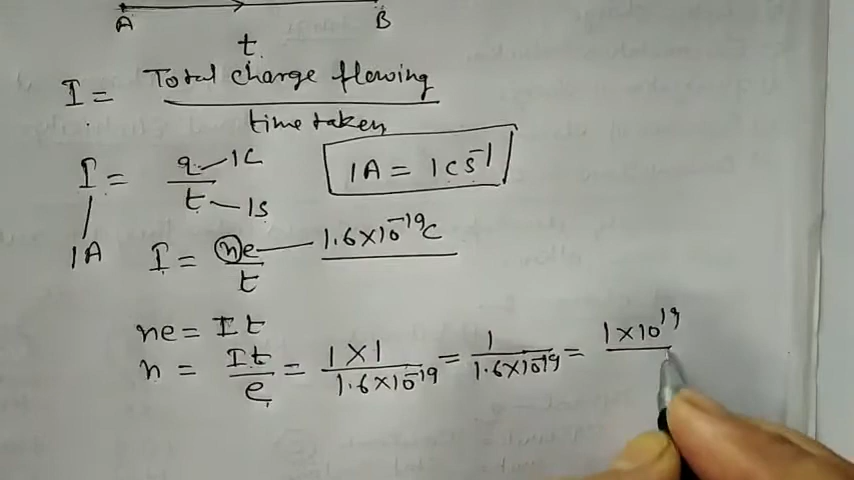 A B
t
I = Total charge flowing / time taken
I = q/t — 1C — 1s 1A = 1Cs⁻¹
1A I = ne/t — 1.6×10⁻¹⁹C
ne = It
n = It/e = 1×1/1.6×10⁻¹⁹ = 1/1.6×10⁻¹⁹ = 1×10¹⁹